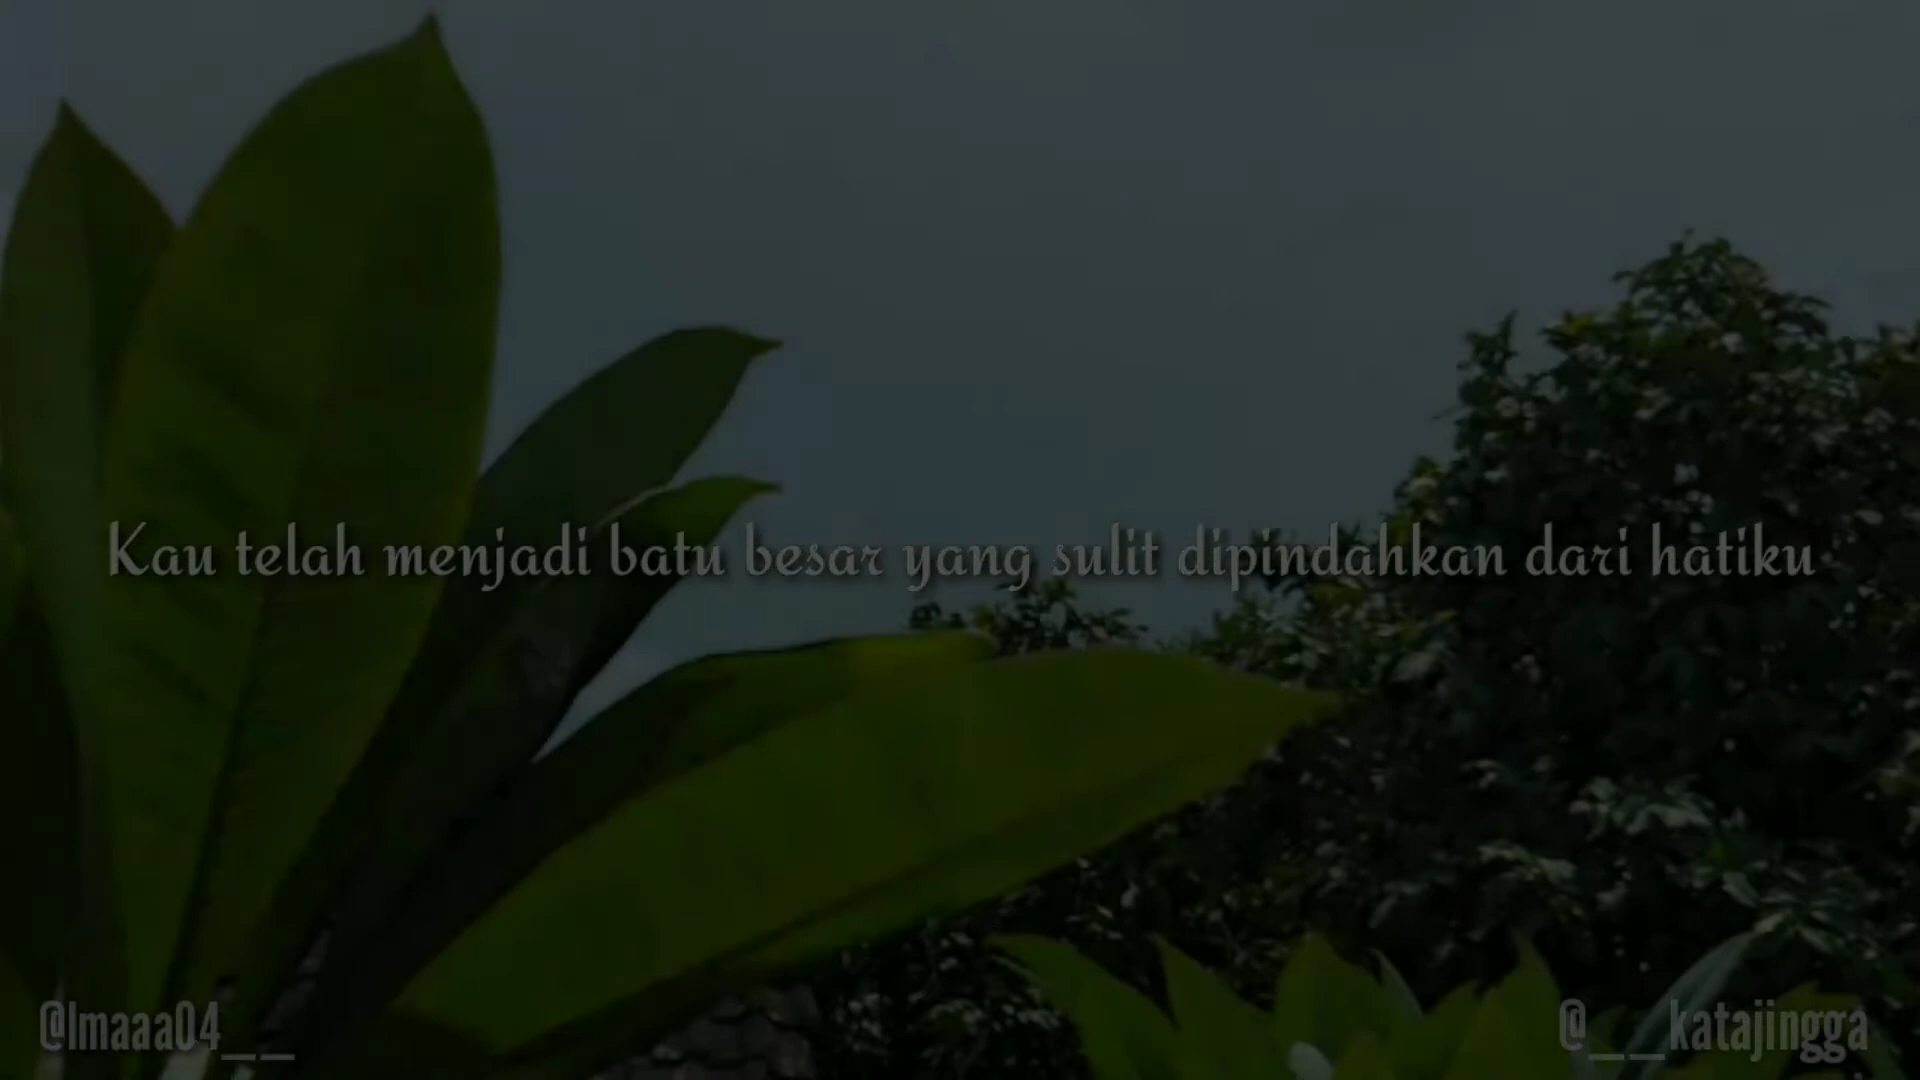 Kau telah menjadi batu besar yang sulit dipindahkan dari hatiku
@lmaaa04__
@__katajingga